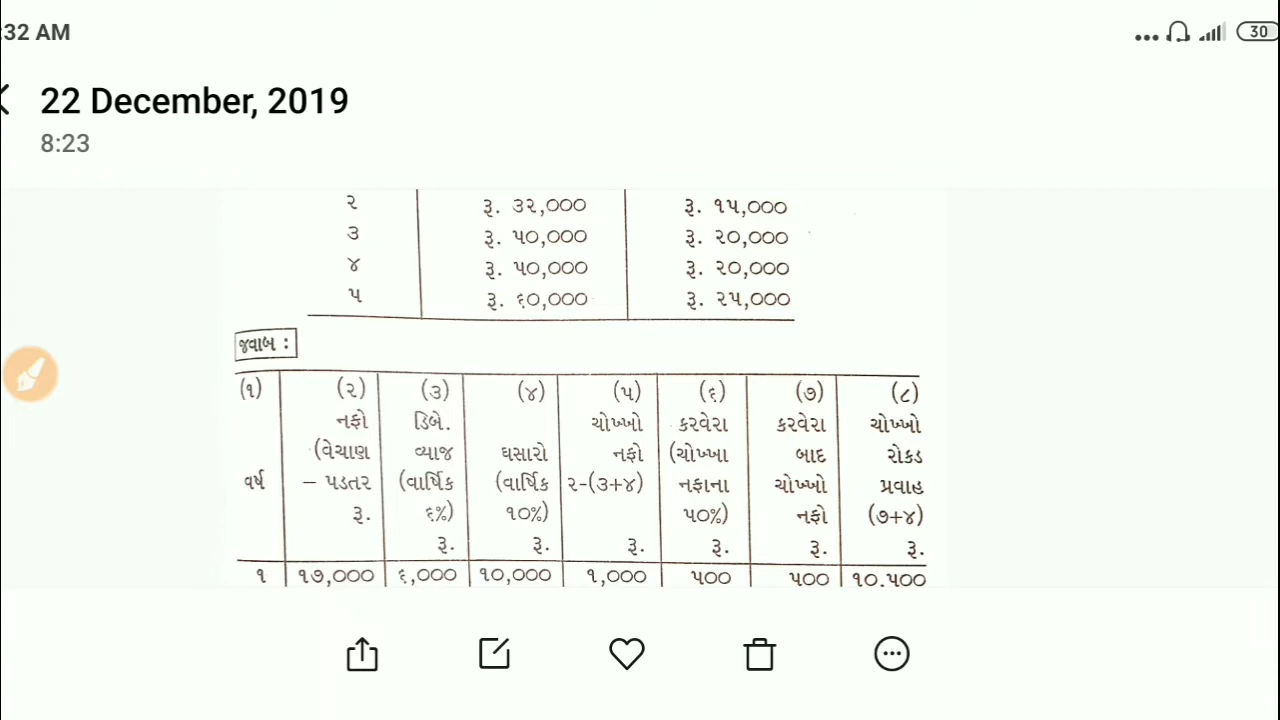 :32 AM
30
22 December, 2019
8:23
૨ રૂ. ૩૨,૦૦૦ રૂ. ૧૫,૦૦૦
૩ રૂ. ૫૦,૦૦૦ રૂ. ૨૦,૦૦૦
૪ રૂ. ૫૦,૦૦૦ રૂ. ૨૦,૦૦૦
૫ રૂ. ૬૦,૦૦૦ રૂ. ૨૫,૦૦૦
જવાબ :
(૧) (૨) (૩) (૪) (૫) (૬) (૭) (૮)
નફો ડિબે. ચોખ્ખો કરવેરા કરવેરા ચોખ્ખો
(વેચાણ વ્યાજ ઘસારો નફો (ચોખ્ખા બાદ રોકડ
વર્ષ – પડતર (વાર્ષિક (વાર્ષિક ૨-(૩+૪) નફાના ચોખ્ખો પ્રવાહ
રૂ. ૬%) ૧૦%) ૫૦%) નફો (૭+૪)
રૂ. રૂ. રૂ. રૂ. રૂ. રૂ.
૧ ૧૭,૦૦૦ ૬,૦૦૦ ૧૦,૦૦૦ ૧,૦૦૦ ૫૦૦ ૫૦૦ ૧૦.૫૦૦